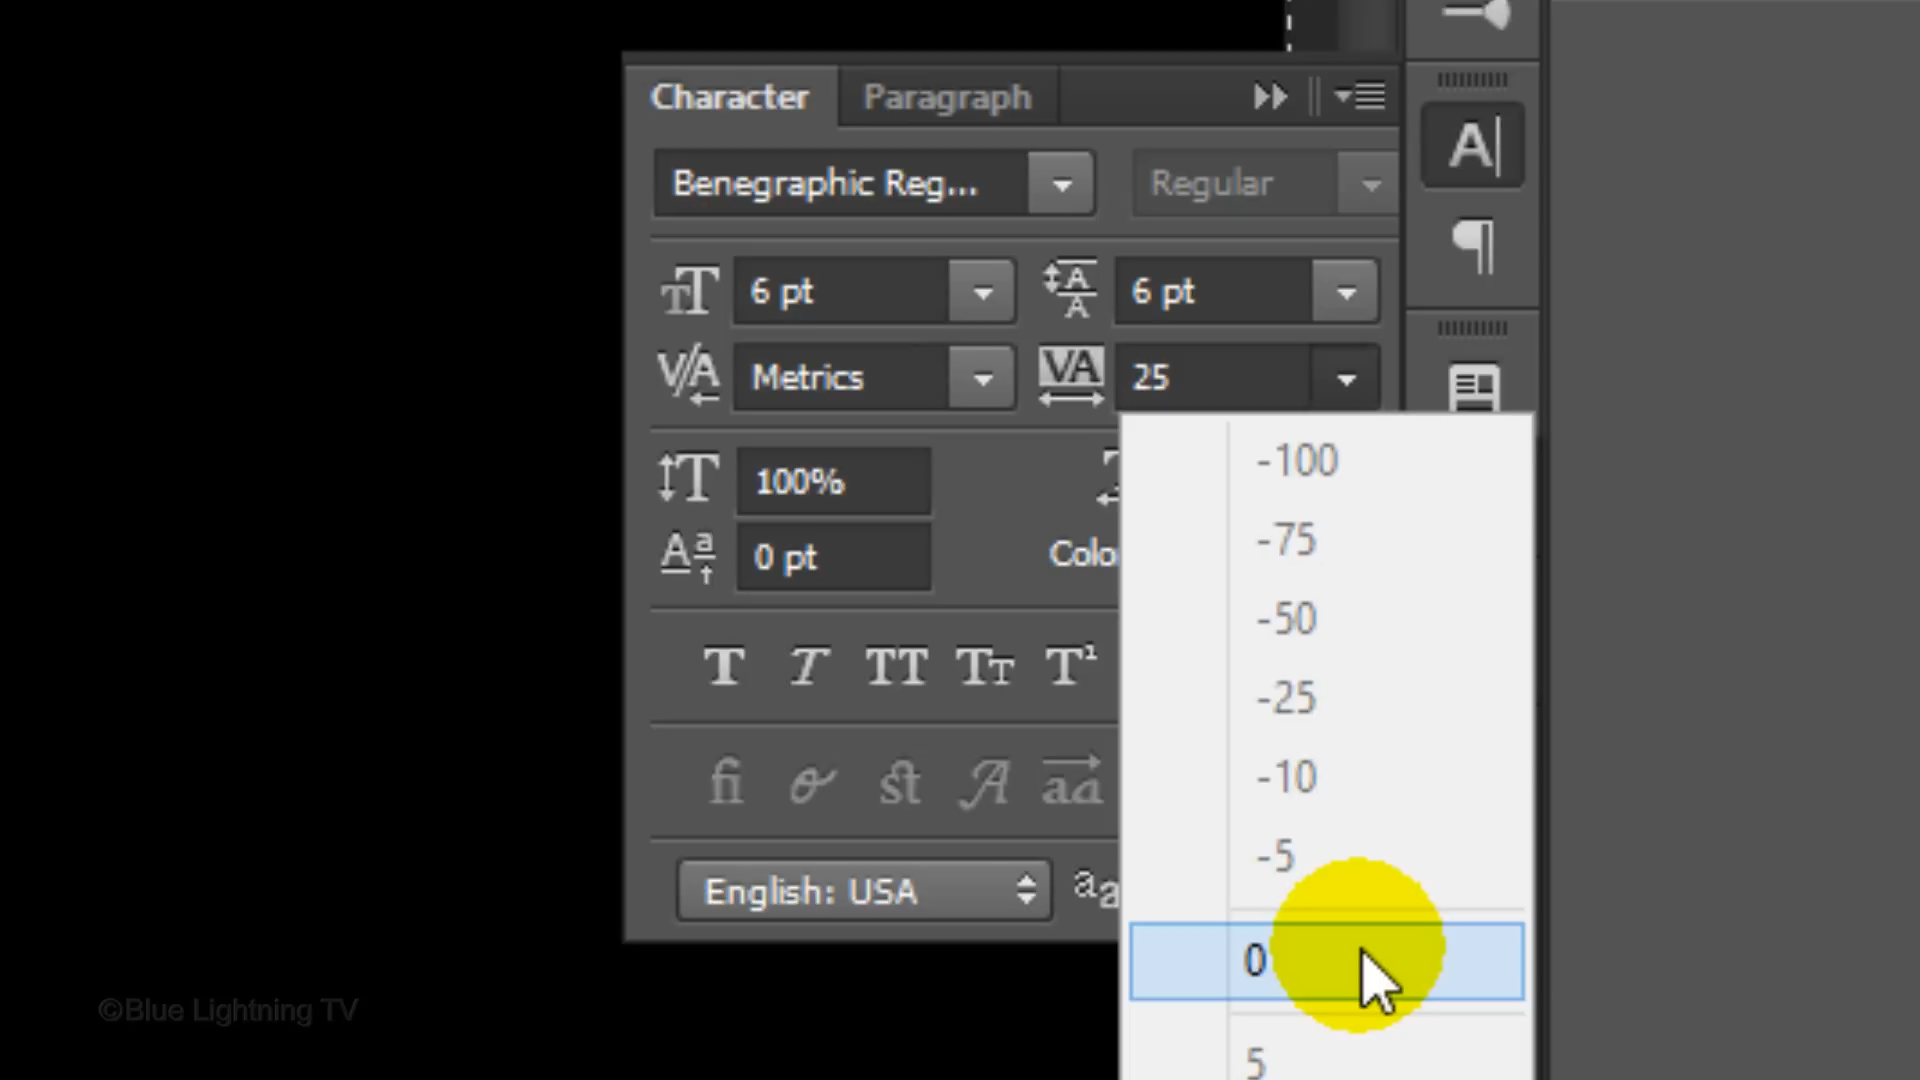 Character Paragraph
Benegraphic Reg... Regular
6 pt 6 pt
Metrics 25
100%
0 pt Colo
English: USA
-100
-75
-50
-25
-10
-5
0
5
©Blue Lightning TV